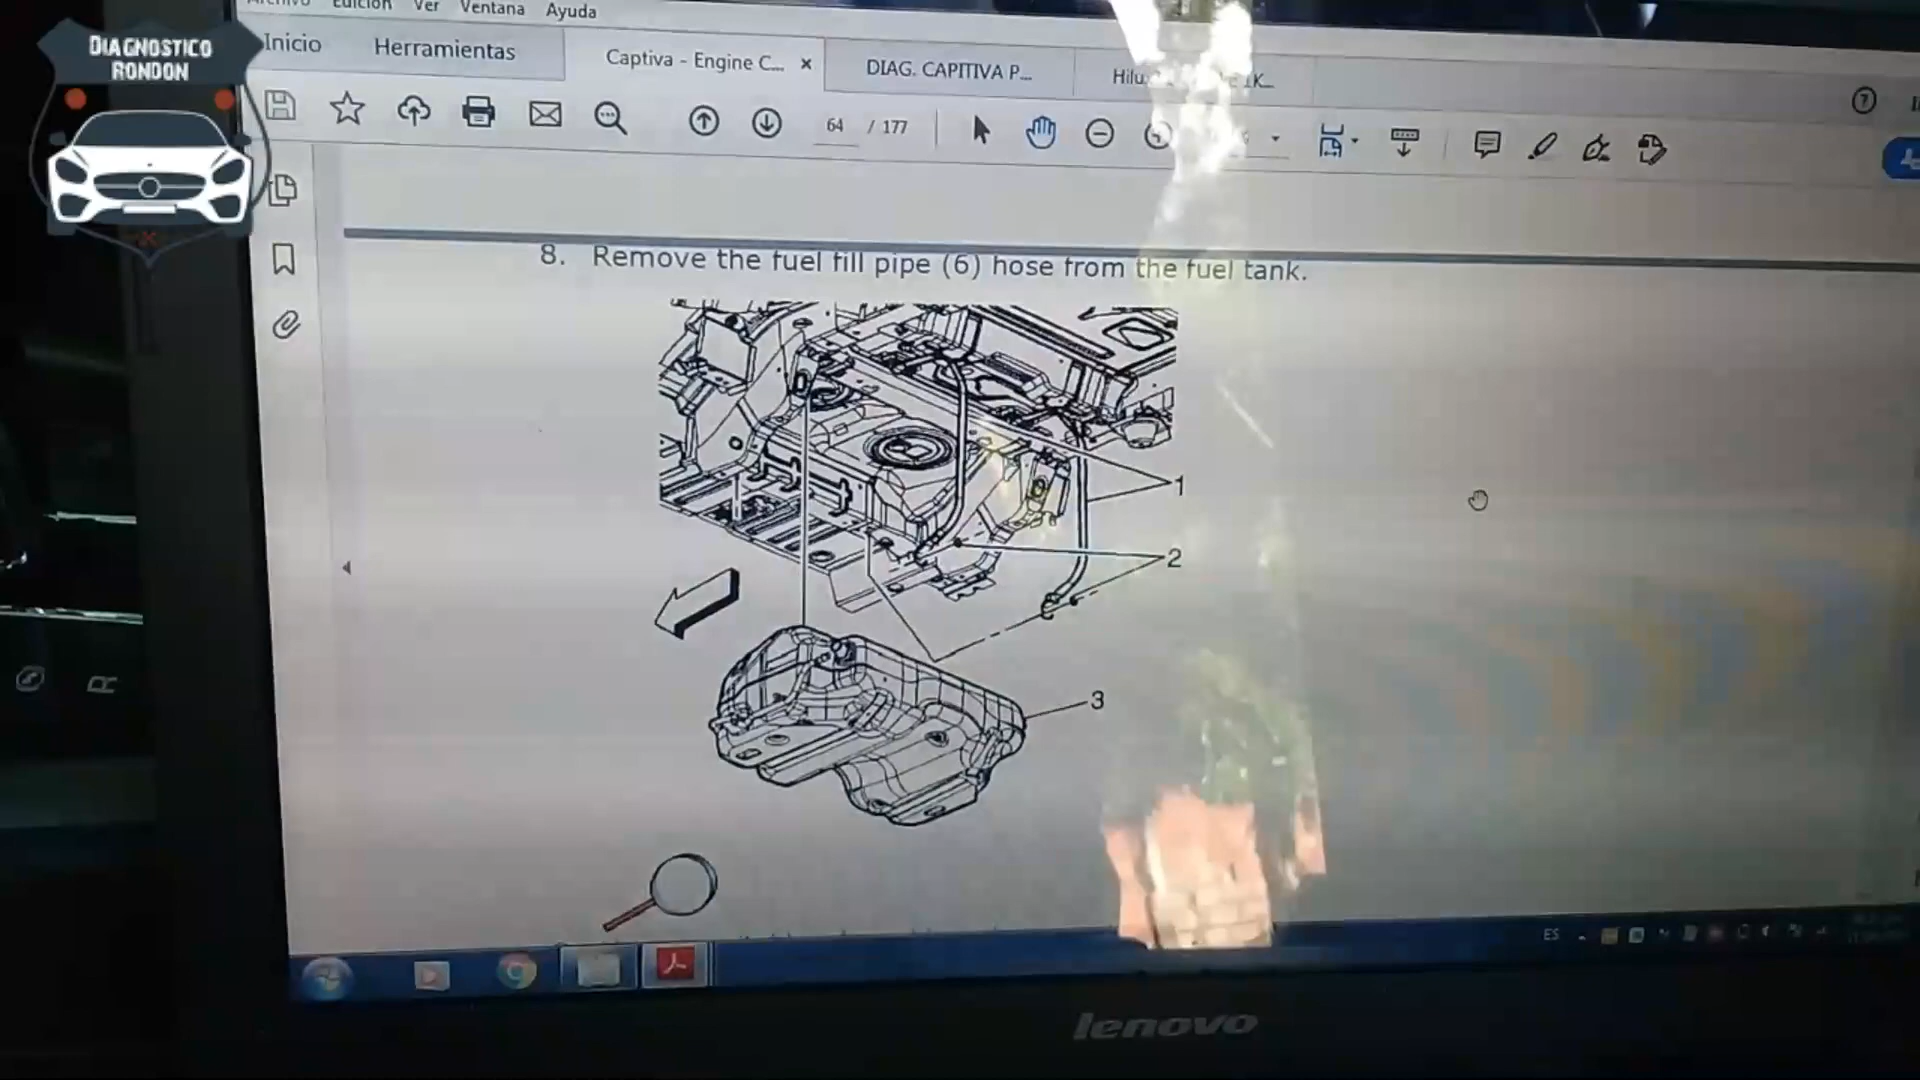 DIAGNOSTICO
RONDON
Edición Ver Ventana Ayuda
Inicio
Herramientas
Captiva - Engine C... x
DIAG. CAPITIVA P...
64 / 177
8. Remove the fuel fill pipe (6) hose from the fuel tank.
1
2
3
R
ES
lenovo